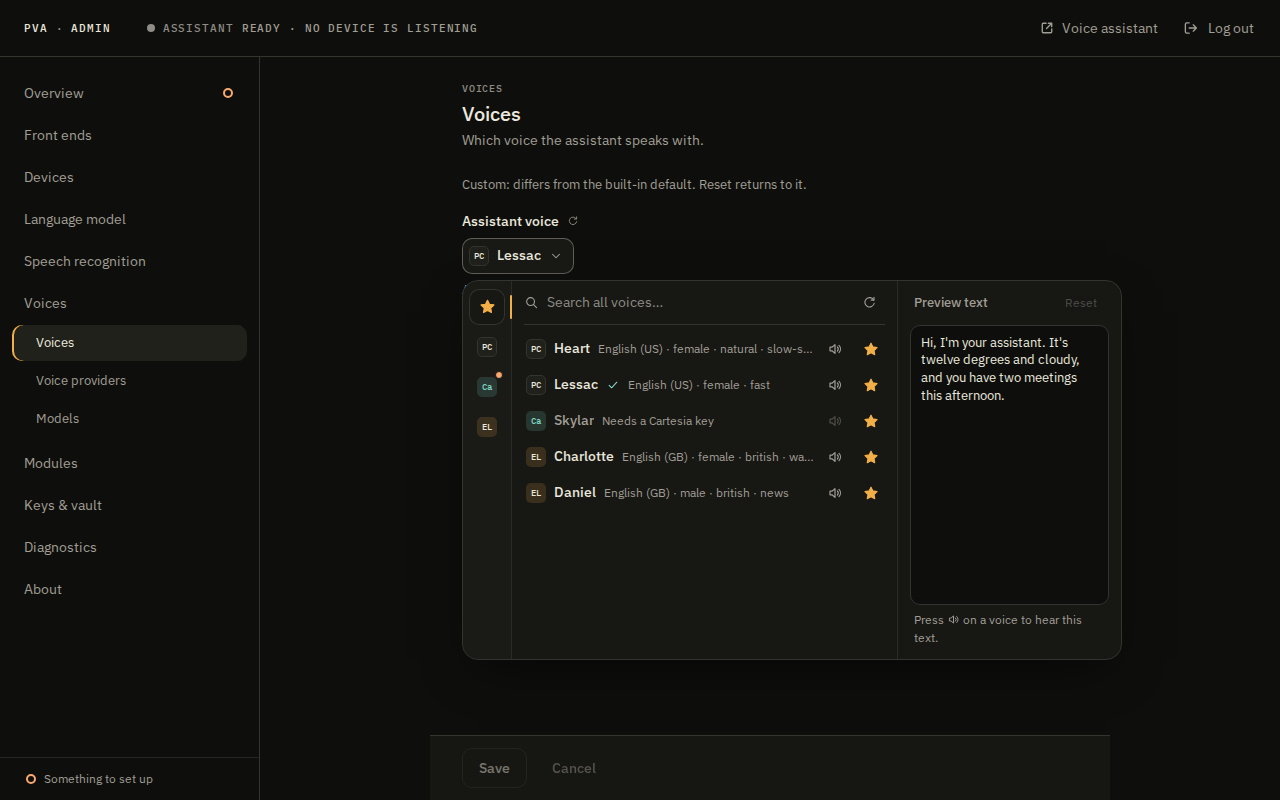 PVA · ADMIN
ASSISTANT READY · NO DEVICE IS LISTENING
Voice assistant
Log out
Overview
Front ends
Devices
Language model
Speech recognition
Voices
Voices
Voice providers
Models
Modules
Keys & vault
Diagnostics
About
Something to set up
VOICES
Voices
Which voice the assistant speaks with.
Custom: differs from the built-in default. Reset returns to it.
Assistant voice
PC Lessac
PC
Ca
EL
Search all voices...
PC Heart English (US) · female · natural · slow-s...
PC Lessac English (US) · female · fast
Ca Skylar Needs a Cartesia key
EL Charlotte English (GB) · female · british · wa...
EL Daniel English (GB) · male · british · news
Preview text
Reset
Hi, I'm your assistant. It's
twelve degrees and cloudy,
and you have two meetings
this afternoon.
Press on a voice to hear this
text.
Save
Cancel